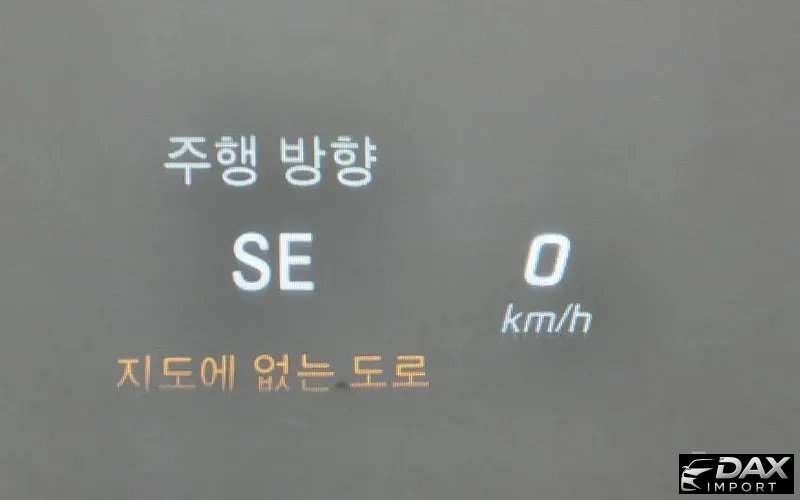 주행 방향
SE
0
km/h
지도에 없는 도로
DAX
IMPORT